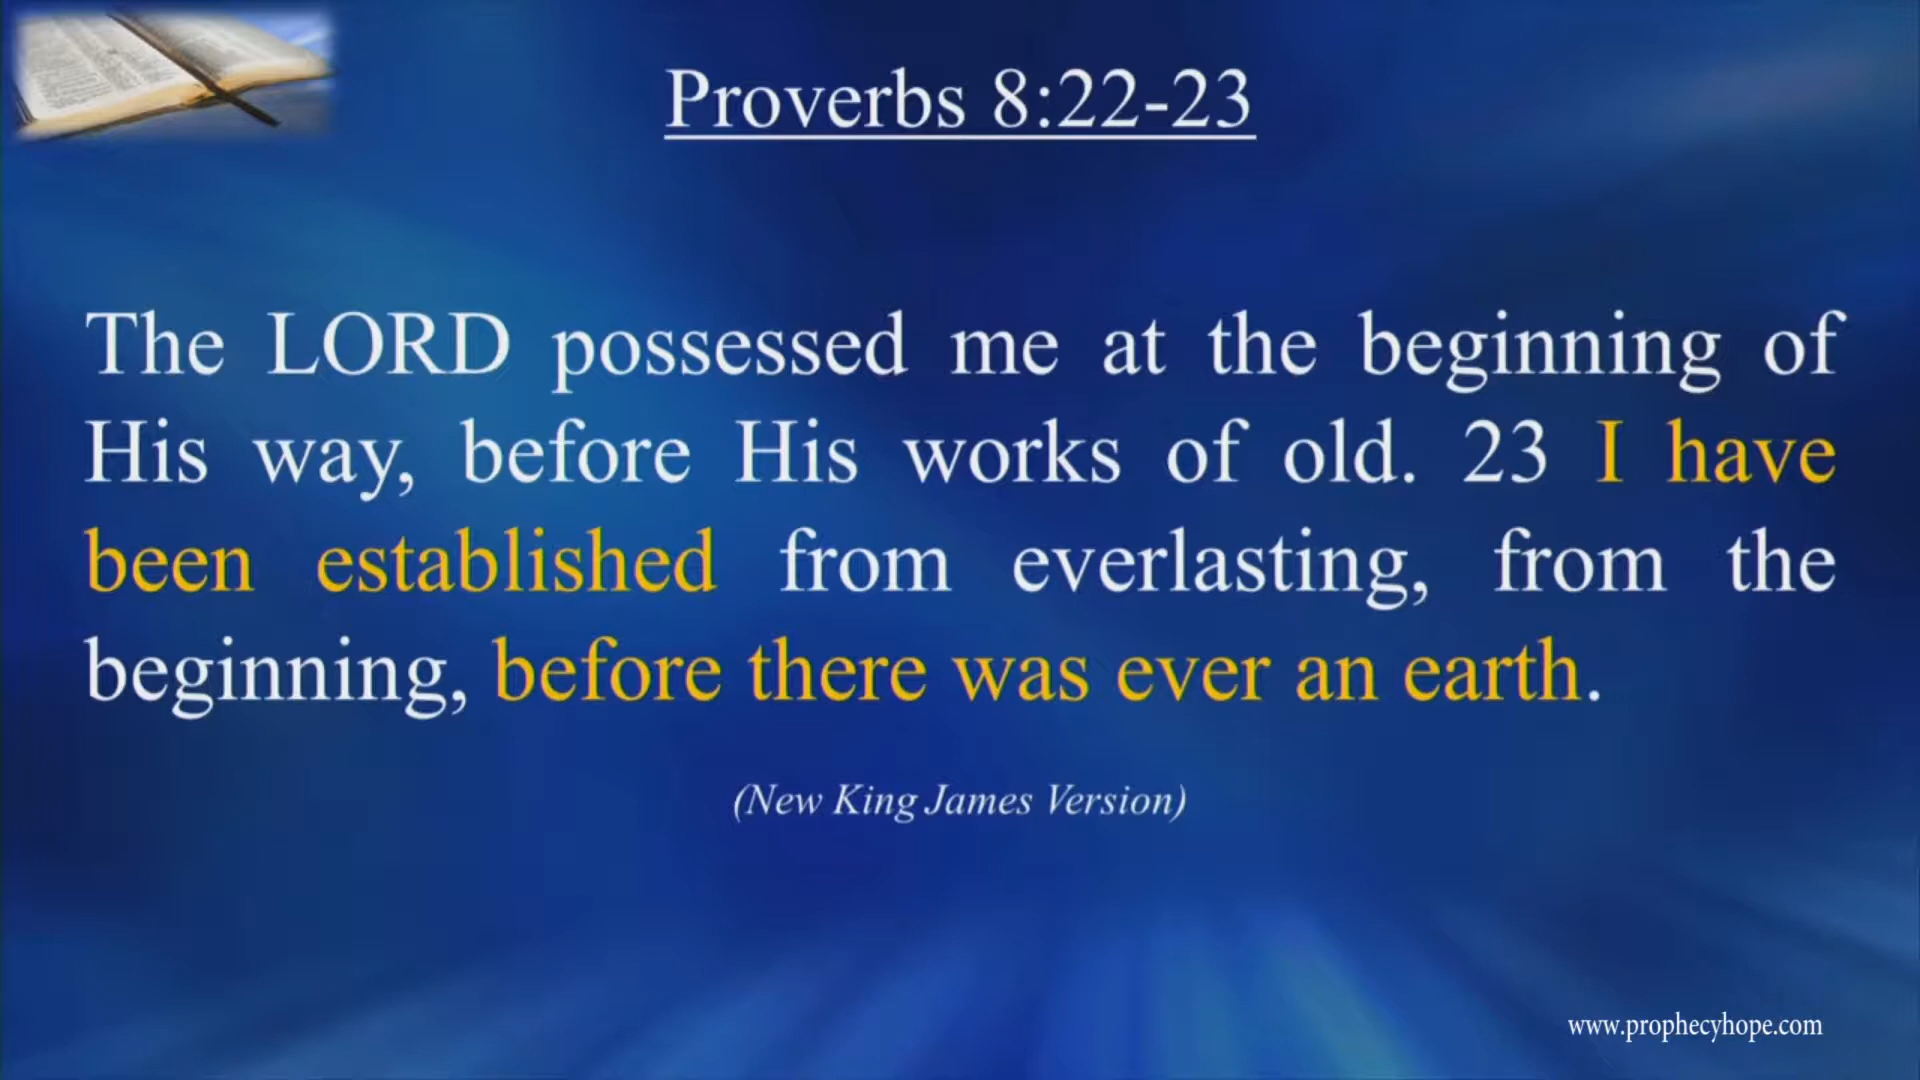 Proverbs 8:22-23
The LORD possessed me at the beginning of
His way, before His works of old. 23 I have
been established from everlasting, from the
beginning, before there was ever an earth.
(New King James Version)
www.prophecyhope.com